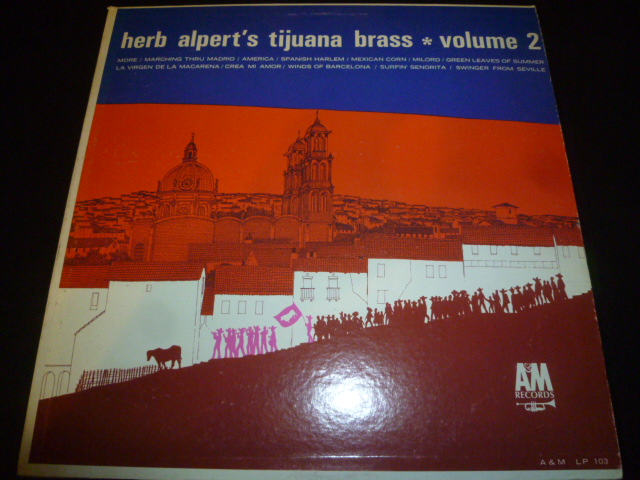 herb alpert's tijuana brass * volume 2
MORE / MARCHING THRU MADRID / AMERICA / SPANISH HARLEM / MEXICAN CORN / MILORD / GREEN LEAVES OF SUMMER
LA VIRGEN DE LA MACARENA / CREA MI AMOR / WINDS OF BARCELONA / SURFIN' SENORITA / SWINGER FROM SEVILLE
D
A&M
RECORDS
A & M LP 103